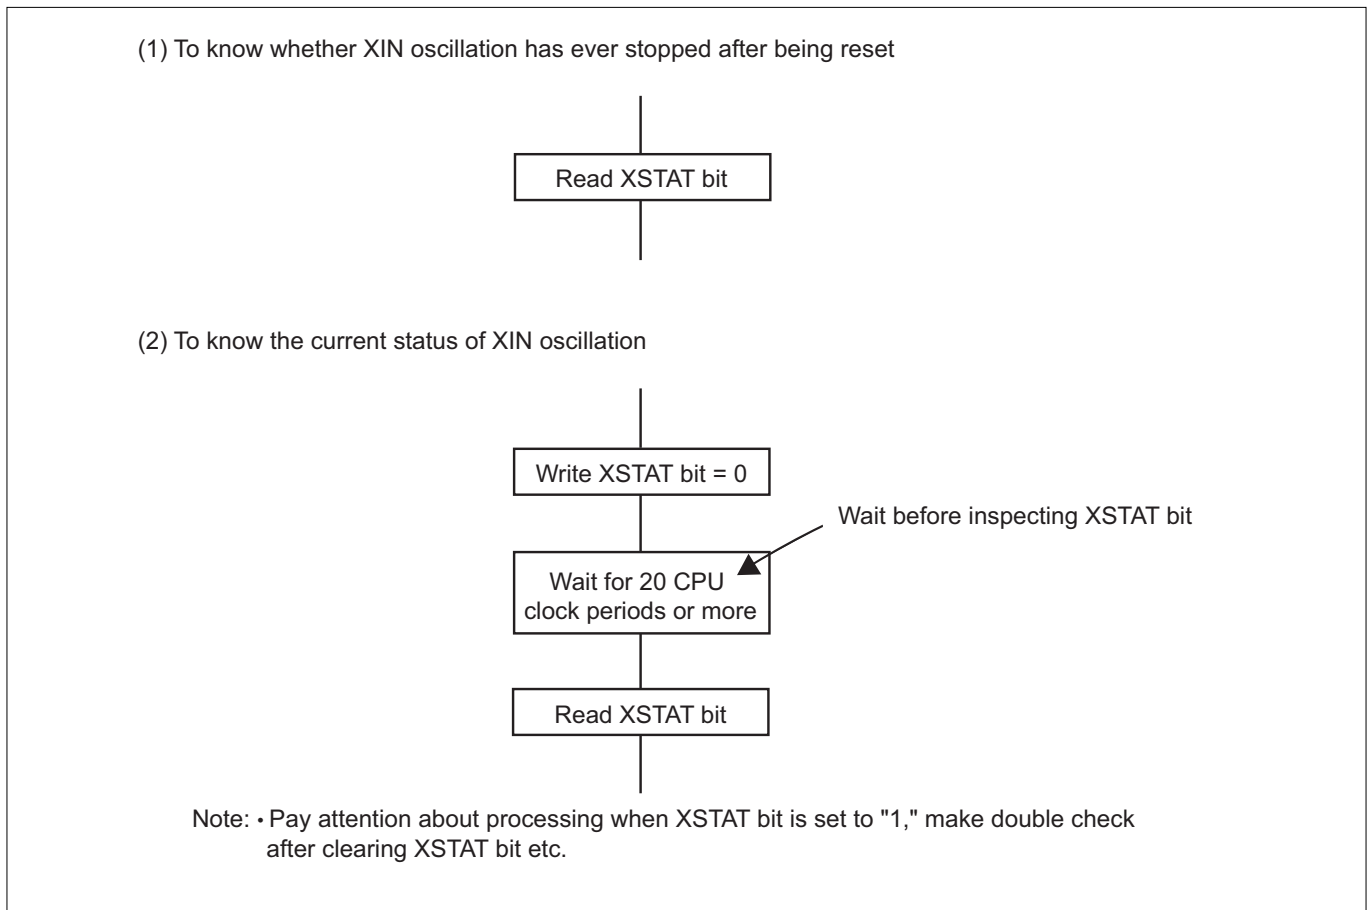 (1) To know whether XIN oscillation has ever stopped after being reset
Read XSTAT bit
(2) To know the current status of XIN oscillation
Write XSTAT bit = 0
Wait before inspecting XSTAT bit
Wait for 20 CPU
clock periods or more
Read XSTAT bit
Note: • Pay attention about processing when XSTAT bit is set to "1," make double check
after clearing XSTAT bit etc.